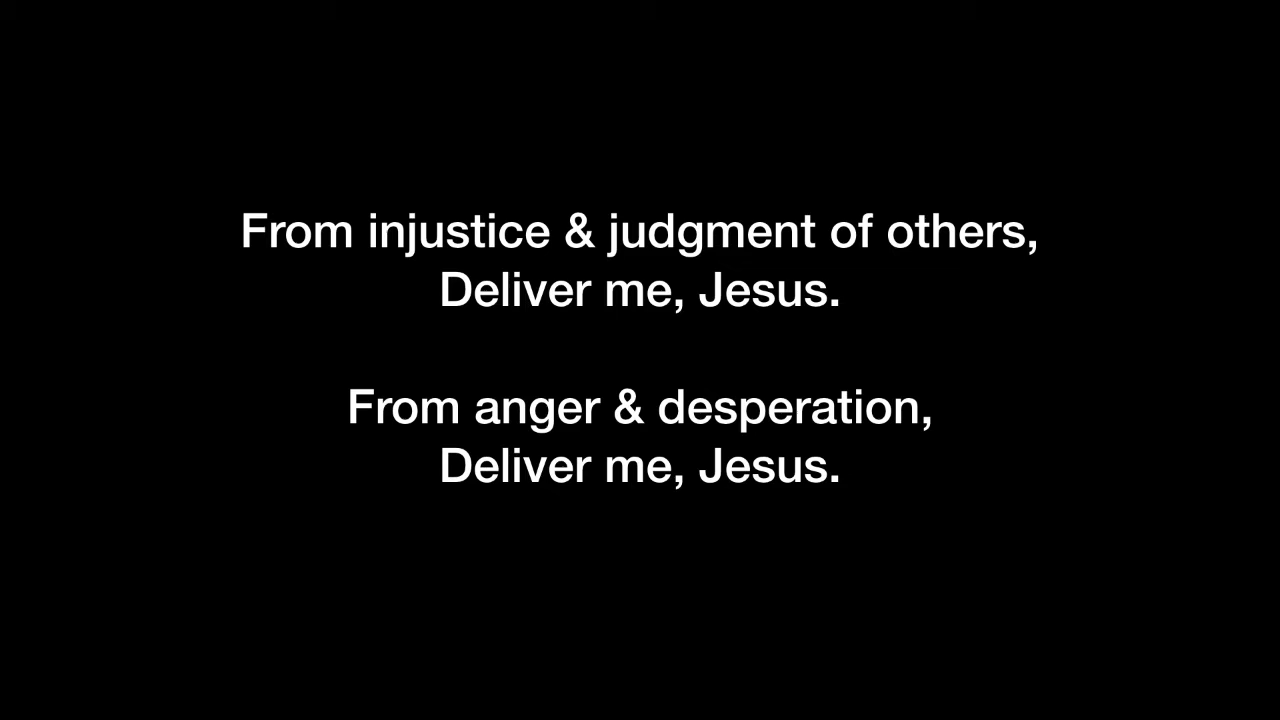 From injustice & judgment of others,
Deliver me, Jesus.
From anger & desperation,
Deliver me, Jesus.